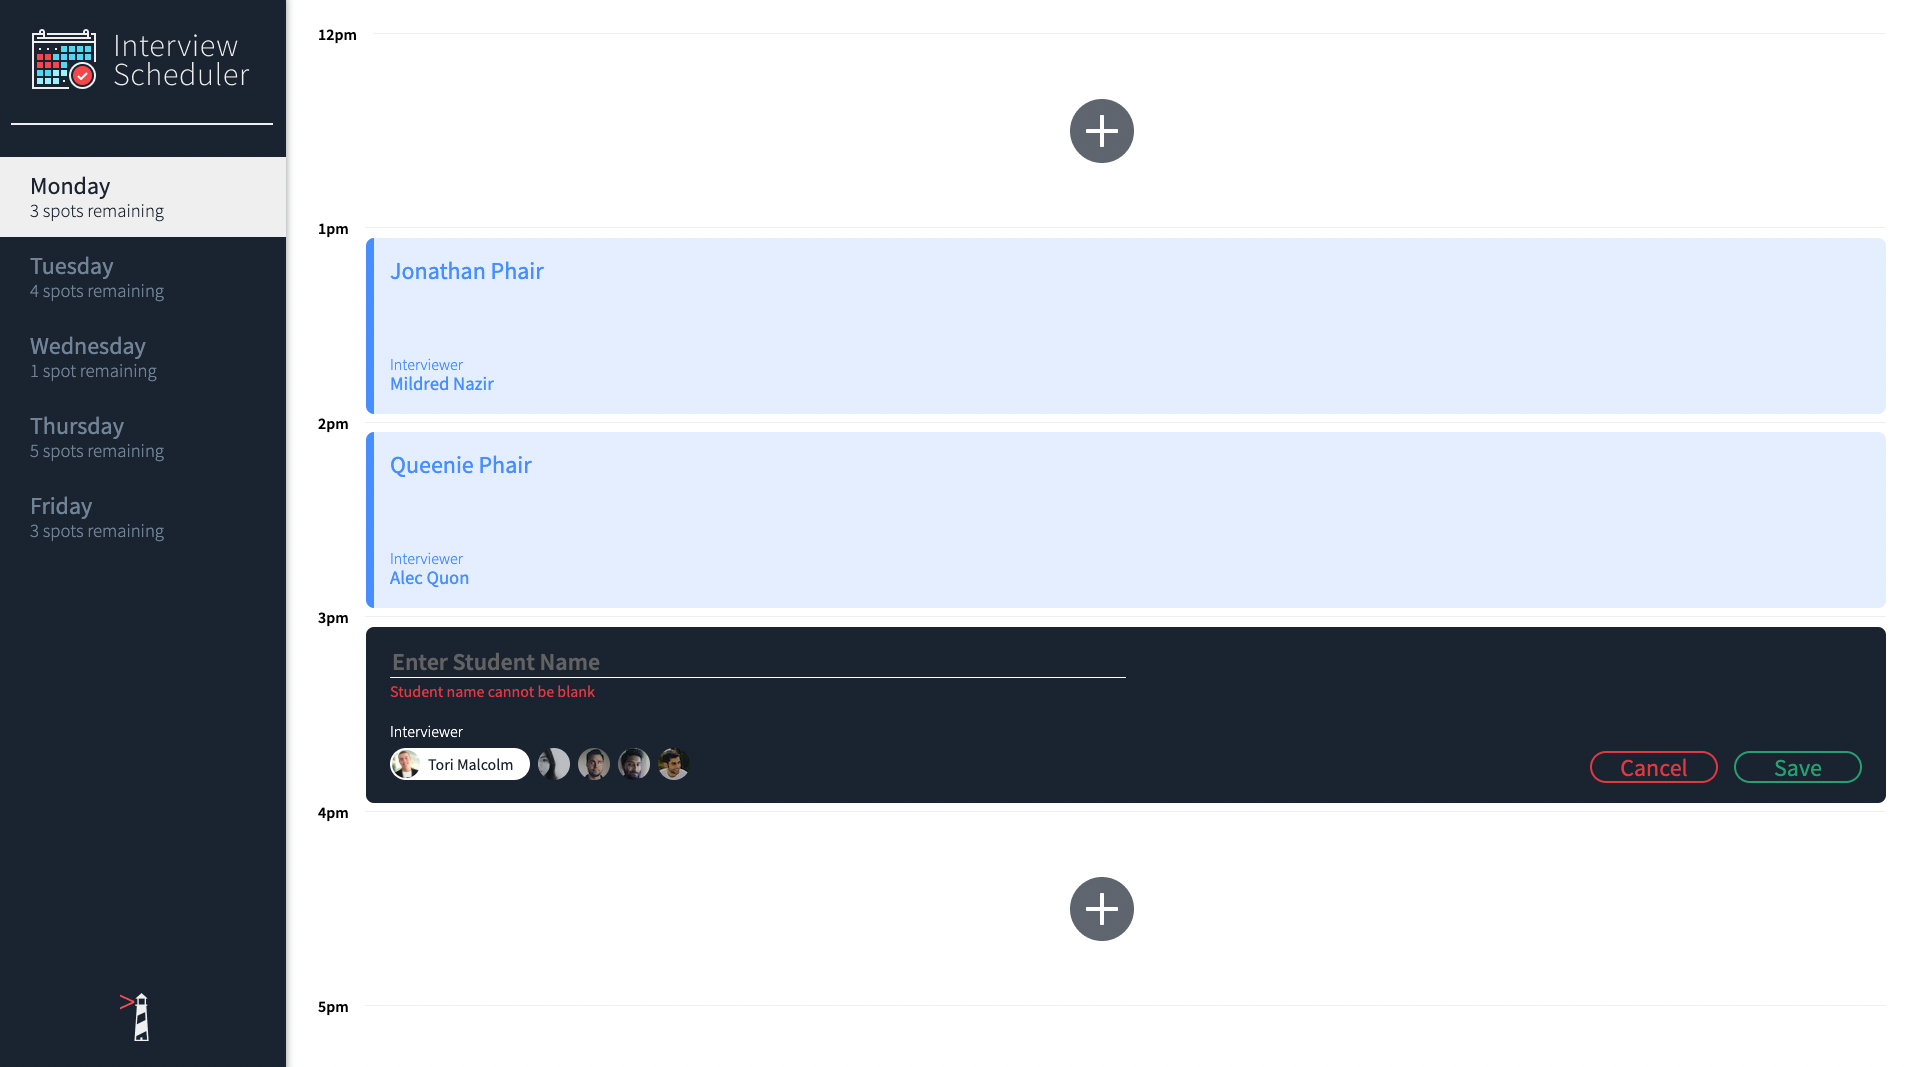 Interview
Scheduler
Monday
3 spots remaining
Tuesday
4 spots remaining
Wednesday
1 spot remaining
Thursday
5 spots remaining
Friday
3 spots remaining
12pm
1pm
Jonathan Phair
Interviewer
Mildred Nazir
2pm
Queenie Phair
Interviewer
Alec Quon
3pm
Enter Student Name
Student name cannot be blank
Interviewer
Tori Malcolm
Cancel
Save
4pm
5pm